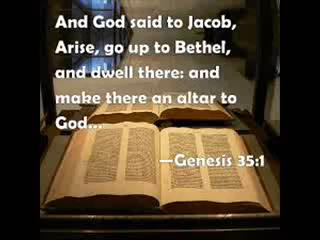 And God said to Jacob,
Arise, go up to Bethel,
and dwell there: and
make there an altar to
God...
—Genesis 35:1